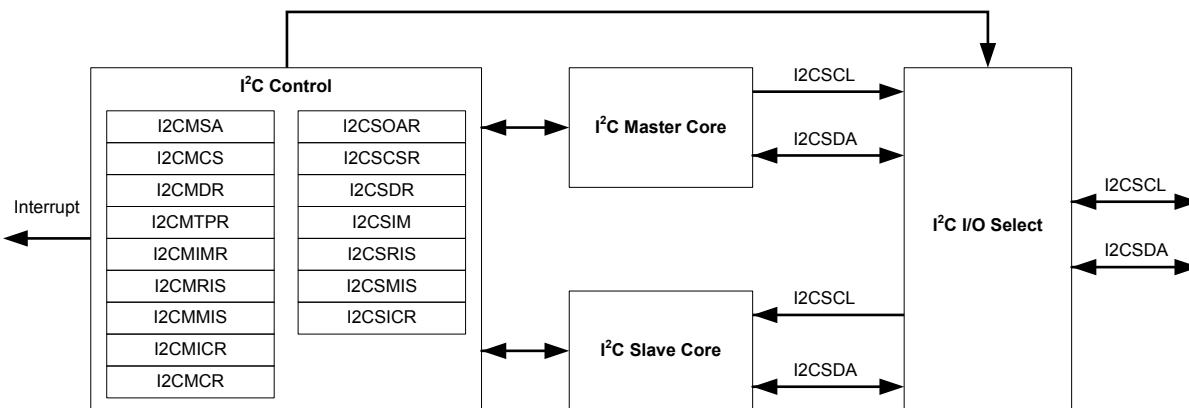 I²C Control
I2CMSA
I2CMCS
I2CMDR
I2CMTPR
I2CMIMR
I2CMRIS
I2CMMIS
I2CMICR
I2CMCR
I2CSOAR
I2CSCSR
I2CSDR
I2CSIM
I2CSRIS
I2CSMIS
I2CSICR
Interrupt
I²C Master Core
I2CSCL
I2CSDA
I²C Slave Core
I2CSCL
I2CSDA
I²C I/O Select
I2CSCL
I2CSDA